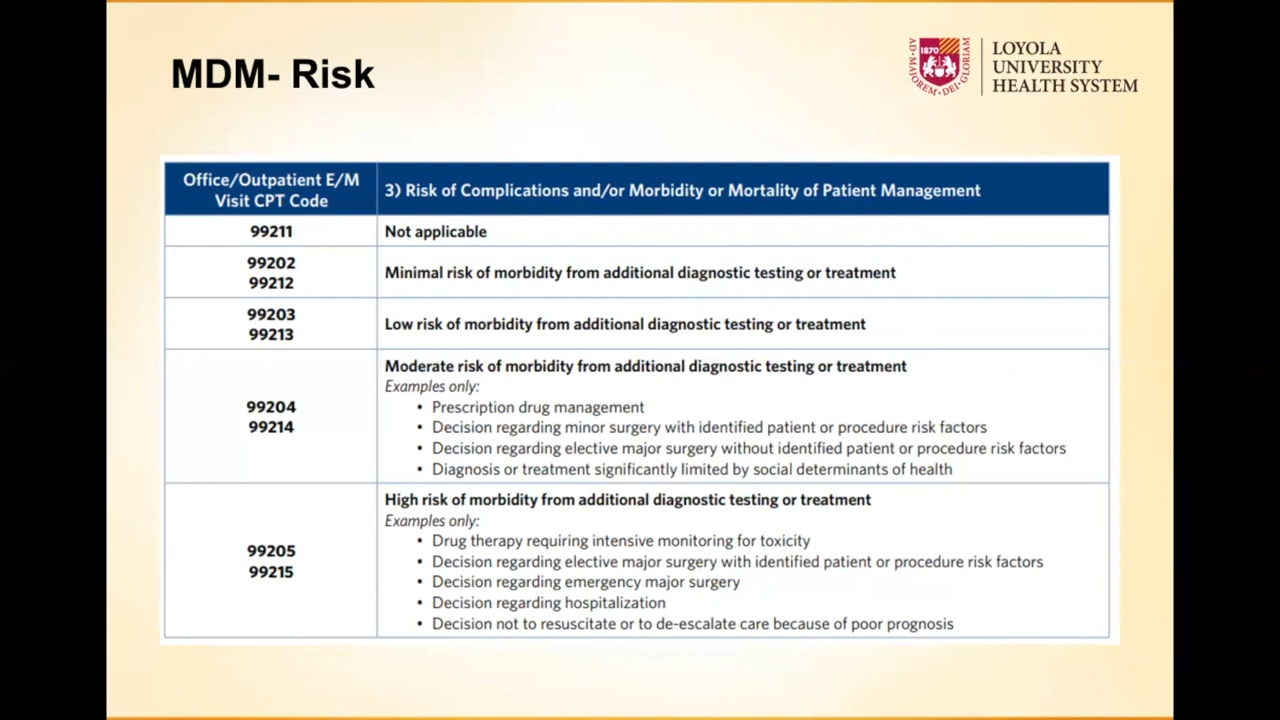 MDM- Risk
1870
AD•MAJOREM•DEI•GLORIAM
LOYOLA
UNIVERSITY
HEALTH SYSTEM
Office/Outpatient E/M
Visit CPT Code
3) Risk of Complications and/or Morbidity or Mortality of Patient Management
99211
Not applicable
99202
99212
Minimal risk of morbidity from additional diagnostic testing or treatment
99203
99213
Low risk of morbidity from additional diagnostic testing or treatment
99204
99214
Moderate risk of morbidity from additional diagnostic testing or treatment
Examples only:
• Prescription drug management
• Decision regarding minor surgery with identified patient or procedure risk factors
• Decision regarding elective major surgery without identified patient or procedure risk factors
• Diagnosis or treatment significantly limited by social determinants of health
99205
99215
High risk of morbidity from additional diagnostic testing or treatment
Examples only:
• Drug therapy requiring intensive monitoring for toxicity
• Decision regarding elective major surgery with identified patient or procedure risk factors
• Decision regarding emergency major surgery
• Decision regarding hospitalization
• Decision not to resuscitate or to de-escalate care because of poor prognosis